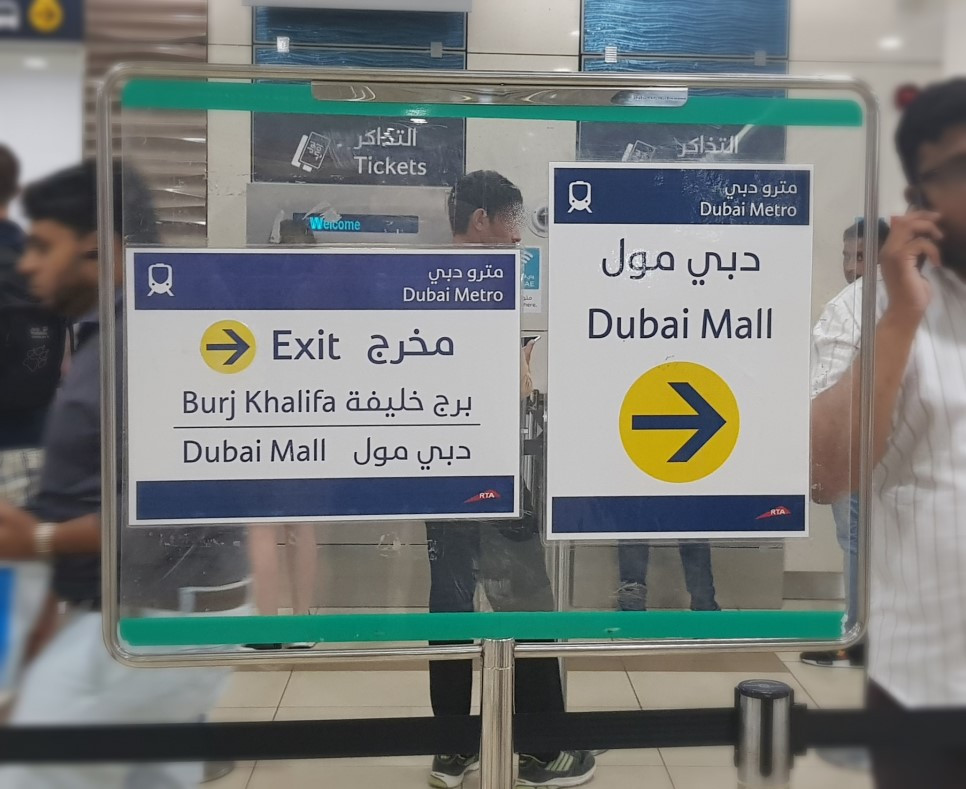 التذاكر
Tickets
التذاكر
Welcome
مترو دبي
Dubai Metro
Exit مخرج
Burj Khalifa برج خليفة
Dubai Mall دبي مول
RTA
مترو دبي
Dubai Metro
دبي مول
Dubai Mall
RTA